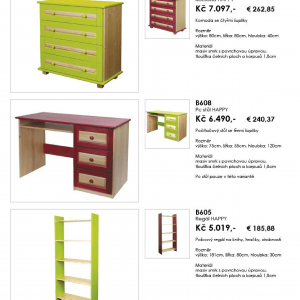 Kč 7.097,- € 262,85
Komoda se čtyřmi šuplíky
Rozměr
výška: 80cm, šířka: 80cm, hloubka: 40cm
Materiál
masiv smrk s povrchovou úpravou,
tloušťka čelních ploch a korpusů 1,8cm
B608
Pc stůl HAPPY
Kč 6.490,- € 240,37
Počítačový stůl se třemi šuplíky
Rozměr
výška: 75cm, šířka: 55cm, hloubka: 120cm
Materiál
masiv smrk s povrchovou úpravou,
tloušťka čelních ploch a korpusů 1,8cm
Pc stůl pouze v této variantě
B605
Regál HAPPY
Kč 5.019,- € 185,88
Policový regál na knihy, hračky, drobnosti
Rozměr
výška: 181cm, šířka: 80cm, hloubka: 30cm
Materiál
masiv smrk s povrchovou úpravou,
tloušťka čelních ploch a korpusů 1,8cm